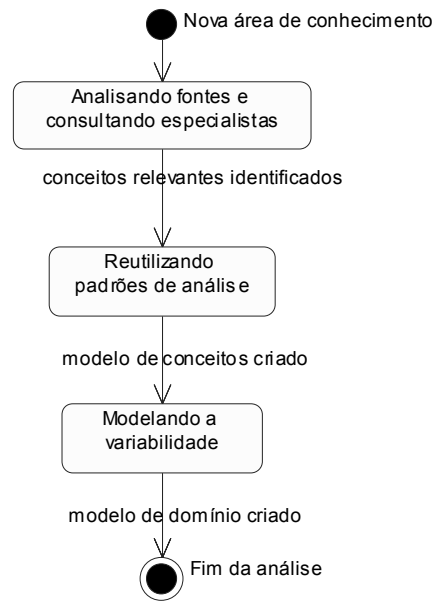 Nova área de conhecimento
Analisando fontes e
consultando especialistas
conceitos relevantes identificados
Reutilizando
padrões de análise
modelo de conceitos criado
Modelando a
variabilidade
modelo de domínio criado
Fim da análise